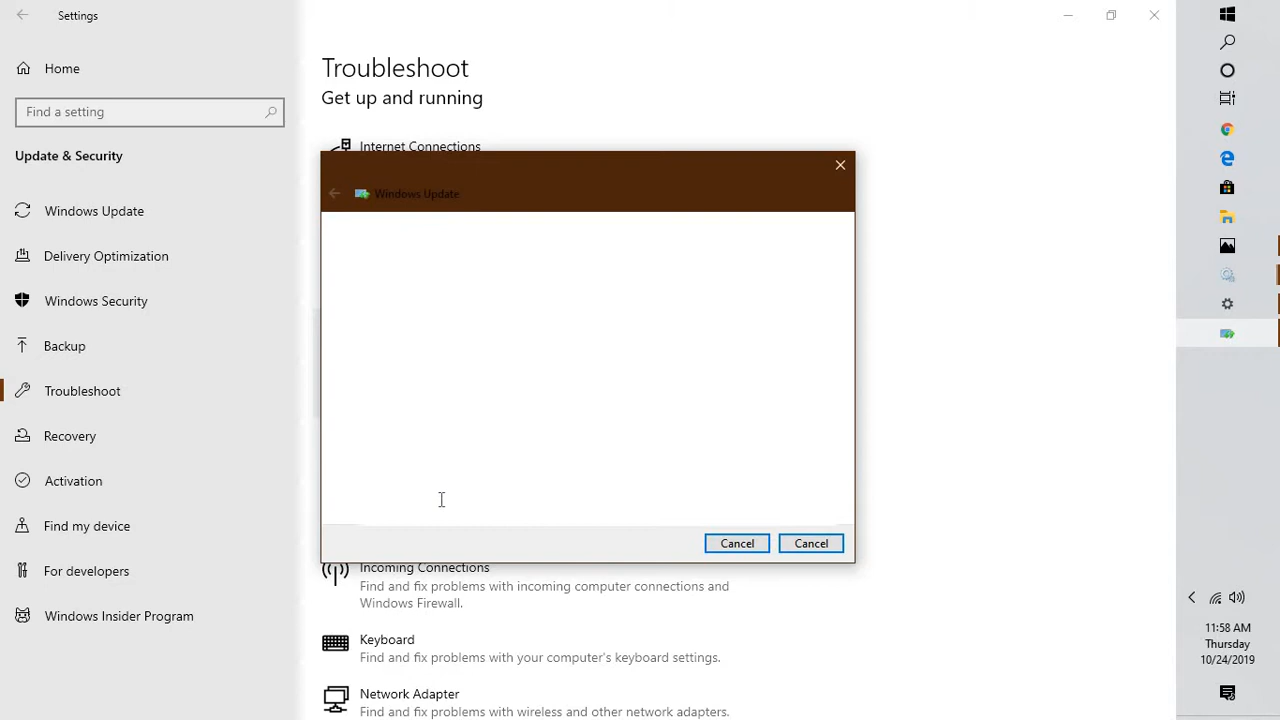 Settings
Home
Find a setting
Update & Security
Windows Update
Delivery Optimization
Windows Security
Backup
Troubleshoot
Recovery
Activation
Find my device
For developers
Windows Insider Program
Troubleshoot
Get up and running
Internet Connections
Windows Update
Cancel Cancel
Incoming Connections
Find and fix problems with incoming computer connections and
Windows Firewall.
Keyboard
Find and fix problems with your computer's keyboard settings.
Network Adapter
Find and fix problems with wireless and other network adapters.
11:58 AM
Thursday
10/24/2019